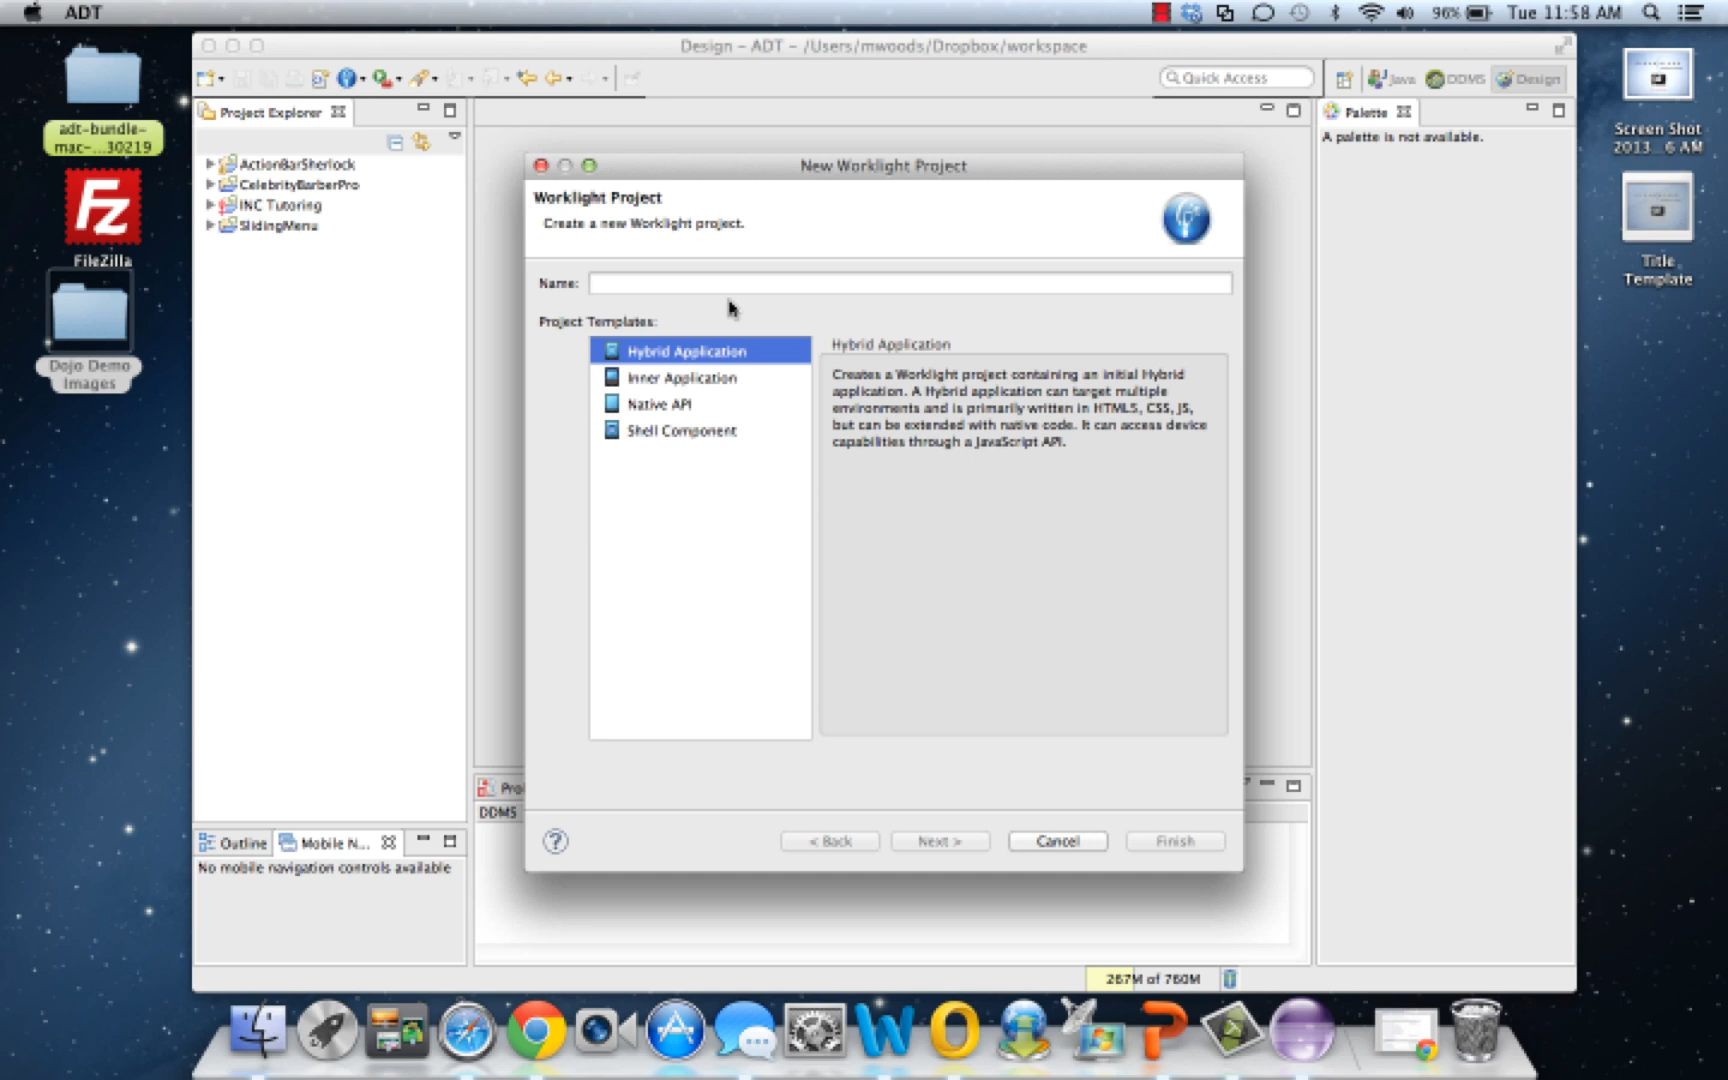 ADT
96%
Tue 11:58 AM
Design – ADT – /Users/mwoods/Dropbox/workspace
Quick Access
Java
DDMS
Design
Project Explorer
Palette
A palette is not available.
ActionBarSherlock
CelebrityBarberPro
INC Tutoring
SlidingMenu
adt-bundle-
mac-...30219
FileZilla
Dojo Demo
Images
Screen Shot
2013...6 AM
Title
Template
New Worklight Project
Worklight Project
Create a new Worklight project.
Name:
Project Templates:
Hybrid Application
Inner Application
Native API
Shell Component
Hybrid Application
Creates a Worklight project containing an initial Hybrid
application. A Hybrid application can target multiple
environments and is primarily written in HTML5, CSS, JS,
but can be extended with native code. It can access device
capabilities through a JavaScript API.
< Back
Next >
Cancel
Finish
Pro
DDMS
Outline
Mobile N...
No mobile navigation controls available
267M of 760M